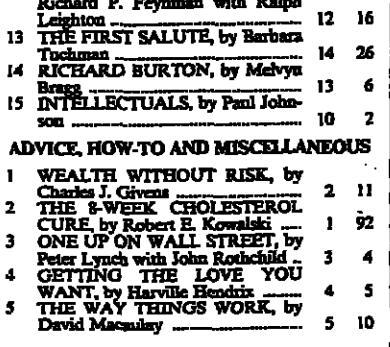 Richard P. Feynman with Ralph
Leighton 12 16
13 THE FIRST SALUTE, by Barbara
Tuchman 14 26
14 RICHARD BURTON, by Melvyn
Bragg 13 6
15 INTELLECTUALS, by Paul John-
son 10 2
ADVICE, HOW-TO AND MISCELLANEOUS
1 WEALTH WITHOUT RISK, by
Charles J. Givens 2 11
2 THE 8-WEEK CHOLESTEROL
CURE, by Robert E. Kowalski 1 92
3 ONE UP ON WALL STREET, by
Peter Lynch with John Rothchild 3 4
4 GETTING THE LOVE YOU
WANT, by Harville Hendrix 4 5
5 THE WAY THINGS WORK, by
David Macaulay 5 10